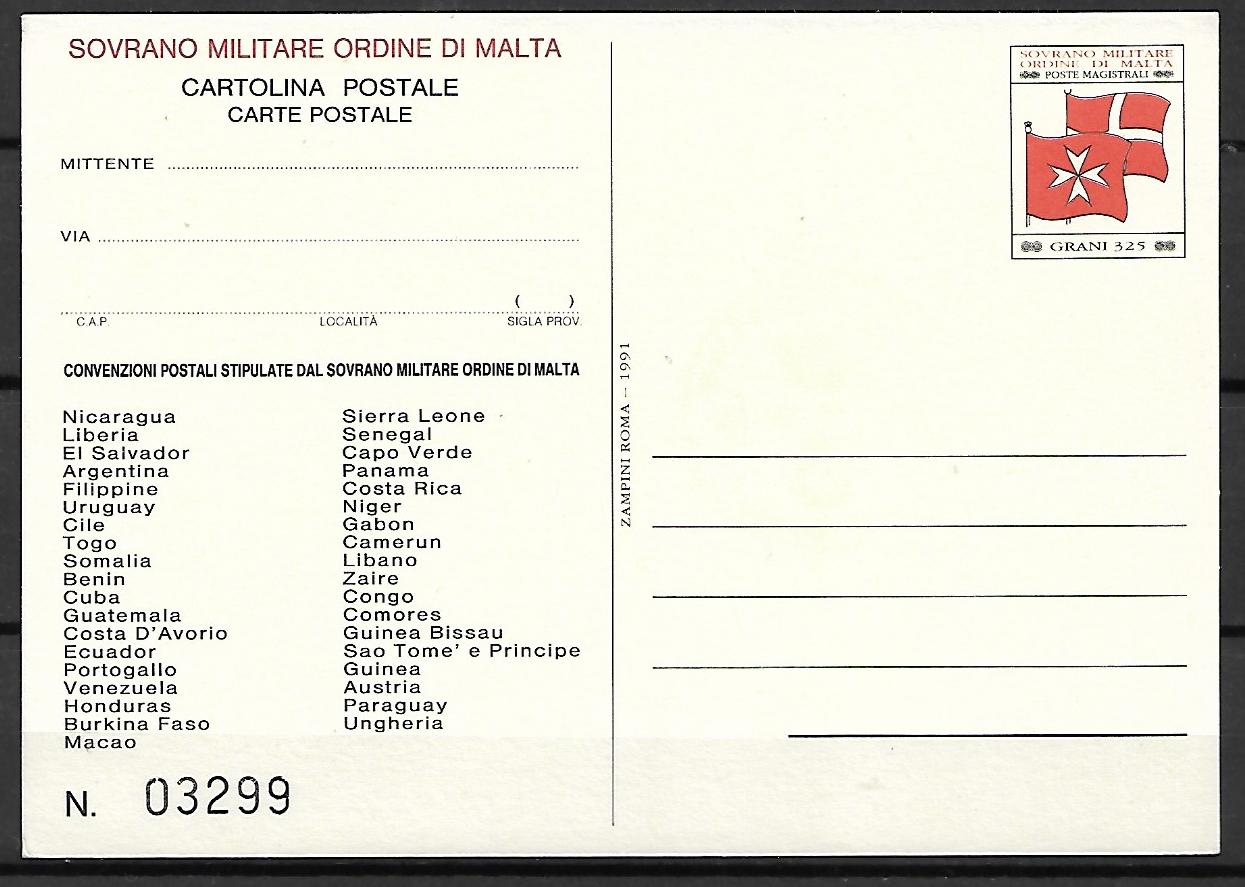 SOVRANO MILITARE ORDINE DI MALTA
CARTOLINA POSTALE
CARTE POSTALE
MITTENTE
VIA
( )
C.A.P. LOCALITÀ SIGLA PROV.
CONVENZIONI POSTALI STIPULATE DAL SOVRANO MILITARE ORDINE DI MALTA
Nicaragua
Liberia
El Salvador
Argentina
Filippine
Uruguay
Cile
Togo
Somalia
Benin
Cuba
Guatemala
Costa D'Avorio
Ecuador
Portogallo
Venezuela
Honduras
Burkina Faso
Macao
Sierra Leone
Senegal
Capo Verde
Panama
Costa Rica
Niger
Gabon
Camerun
Libano
Zaire
Congo
Comores
Guinea Bissau
Sao Tome' e Principe
Guinea
Austria
Paraguay
Ungheria
N. 03299
ZAMPINI ROMA – 1991
SOVRANO MILITARE
ORDINE DI MALTA
POSTE MAGISTRALI
GRANI 325